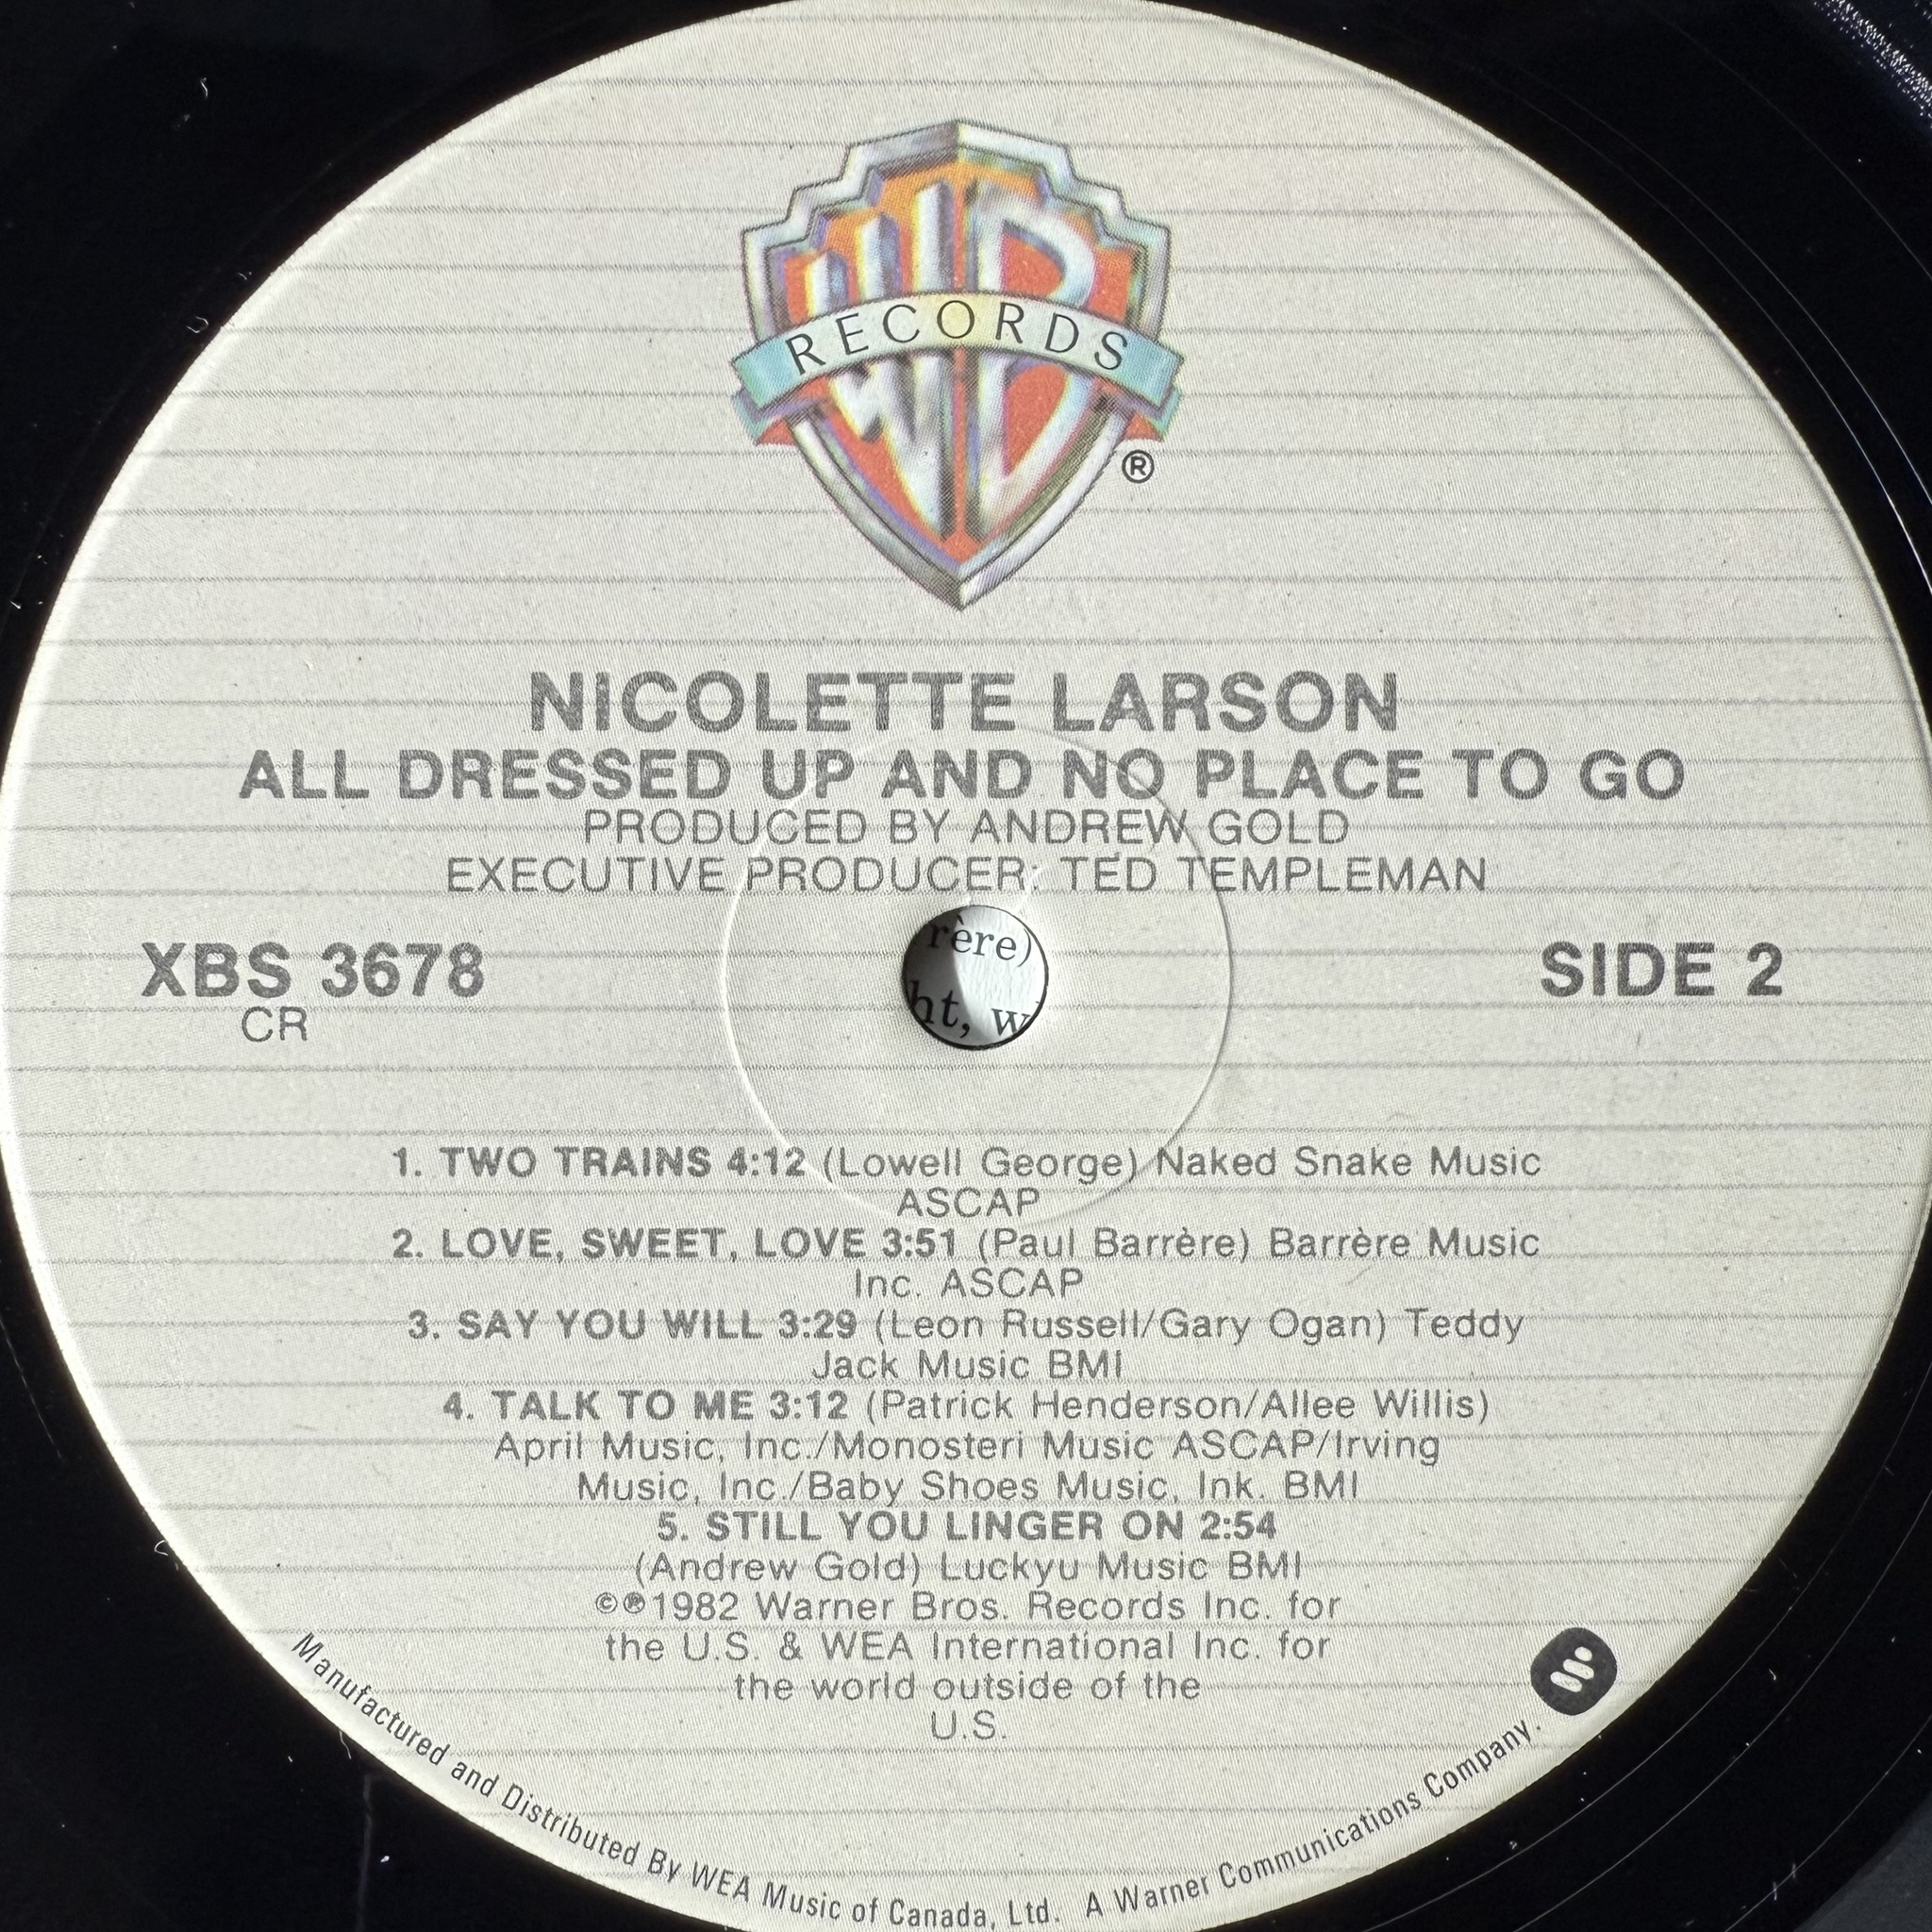 WB
RECORDS
®
NICOLETTE LARSON
ALL DRESSED UP AND NO PLACE TO GO
PRODUCED BY ANDREW GOLD
EXECUTIVE PRODUCER: TED TEMPLEMAN
XBS 3678
CR
rère)
ht, w
SIDE 2
1. TWO TRAINS 4:12 (Lowell George) Naked Snake Music
ASCAP
2. LOVE, SWEET, LOVE 3:51 (Paul Barrère) Barrère Music
Inc. ASCAP
3. SAY YOU WILL 3:29 (Leon Russell/Gary Ogan) Teddy
Jack Music BMI
4. TALK TO ME 3:12 (Patrick Henderson/Allee Willis)
April Music, Inc./Monosteri Music ASCAP/Irving
Music, Inc./Baby Shoes Music, Ink. BMI
5. STILL YOU LINGER ON 2:54
(Andrew Gold) Luckyu Music BMI
©℗1982 Warner Bros. Records Inc. for
the U.S. & WEA International Inc. for
the world outside of the
U.S.
Manufactured and Distributed By WEA Music of Canada, Ltd. A Warner Communications Company.